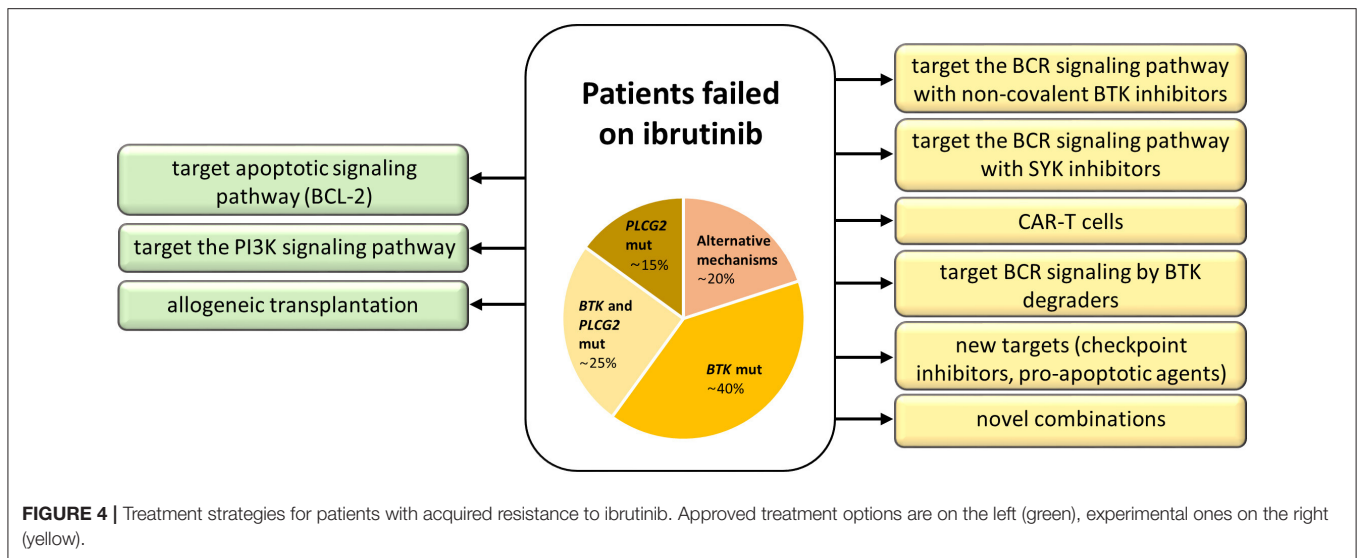 Patients failed
on ibrutinib
target apoptotic signaling
pathway (BCL-2)
target the PI3K signaling pathway
allogeneic transplantation
PLCG2
mut
~15%
Alternative
mechanisms
~20%
BTK and
PLCG2
mut
~25%
BTK mut
~40%
target the BCR signaling pathway
with non-covalent BTK inhibitors
target the BCR signaling pathway
with SYK inhibitors
CAR-T cells
target BCR signaling by BTK
degraders
new targets (checkpoint
inhibitors, pro-apoptotic agents)
novel combinations
FIGURE 4 | Treatment strategies for patients with acquired resistance to ibrutinib. Approved treatment options are on the left (green), experimental ones on the right
(yellow).